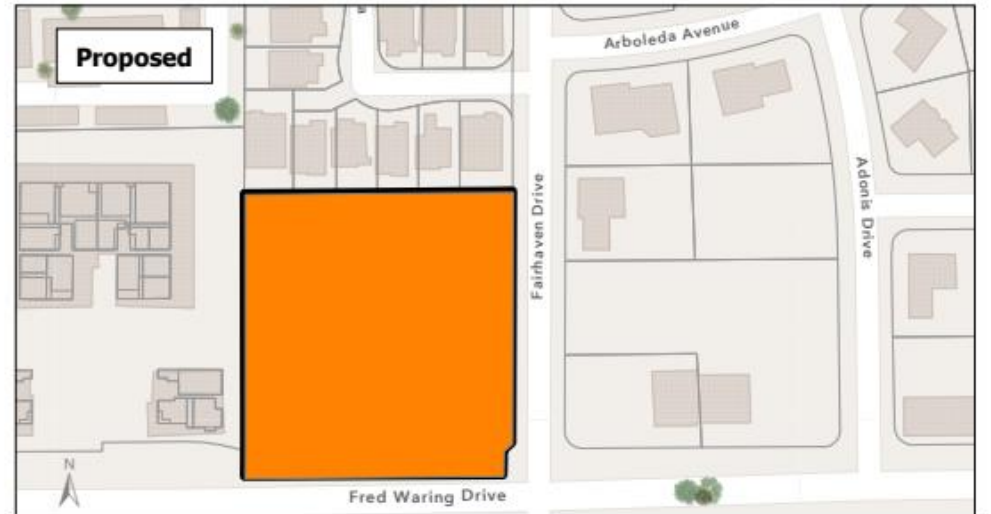 Proposed
Arboleda Avenue
Fairhaven Drive
Adonis Drive
N
Fred Waring Drive